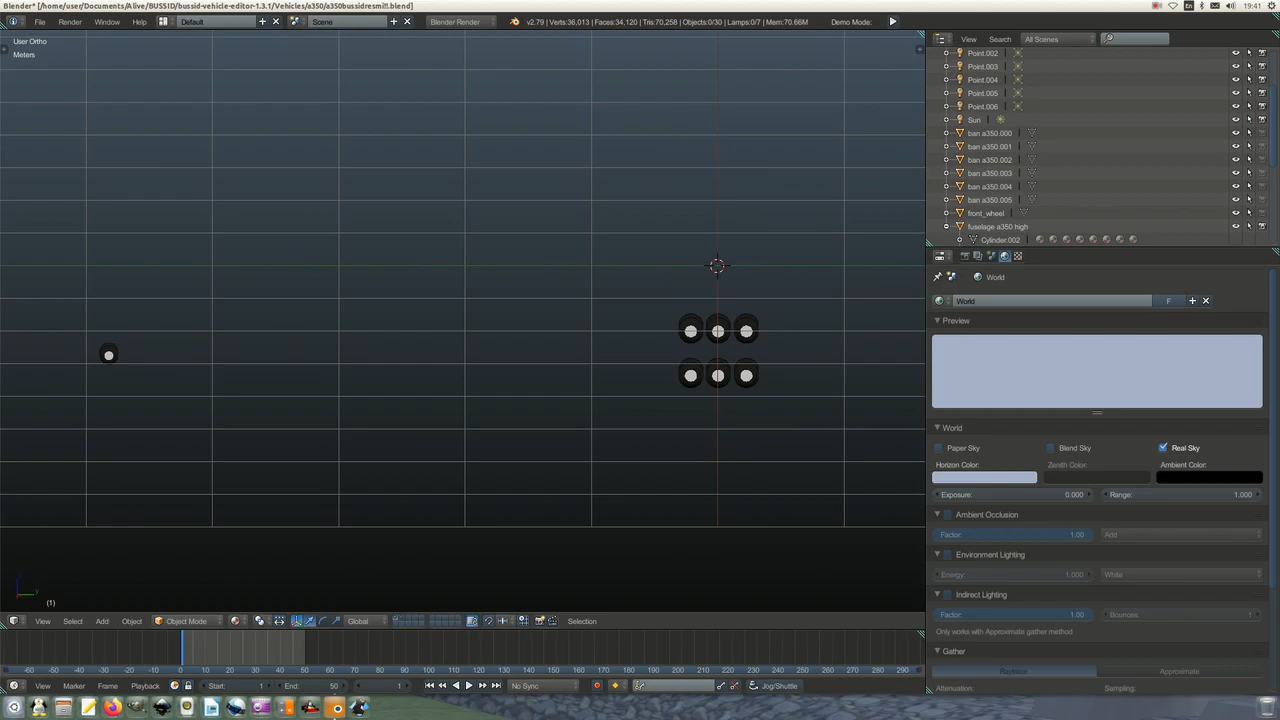 Blender* [/home/user/Documents/Alive/BUSSID/bussid-vehicle-editor-1.3.1/Vehicles/a350/a350bussidresmi!!.blend]
En
19:41
File Render Window Help
Default
Scene
Blender Render
v2.79 | Verts:36,013 | Faces:34,120 | Tris:70,258 | Objects:0/30 | Lamps:0/7 | Mem:70.66M
Demo Mode:
User Ortho
Meters
View Search All Scenes
Point.002
Point.003
Point.004
Point.005
Point.006
Sun
ban a350.000
ban a350.001
ban a350.002
ban a350.003
ban a350.004
ban a350.005
front_wheel
fuselage a350 high
Cylinder.002
World
World
F
Preview
World
Paper Sky Blend Sky Real Sky
Horizon Color: Zenith Color: Ambient Color:
Exposure: 0.000 Range: 1.000
Ambient Occlusion
Factor: 1.00 Add
Environment Lighting
Energy: 1.000 White
Indirect Lighting
Factor: 1.00 Bounces: 1
Only works with Approximate gather method
Gather
Raytrace Approximate
Attenuation: Sampling:
(1)
View Select Add Object Object Mode Global Selection
-60 -50 -40 -30 -20 -10 0 10 20 30 40 50 60 70 80 90 100 110 120 130 140 150 160 170 180 190 200 210 220 230 240 250 260 270 280 290
View Marker Frame Playback Start: 1 End: 50 1 No Sync Jog/Shuttle